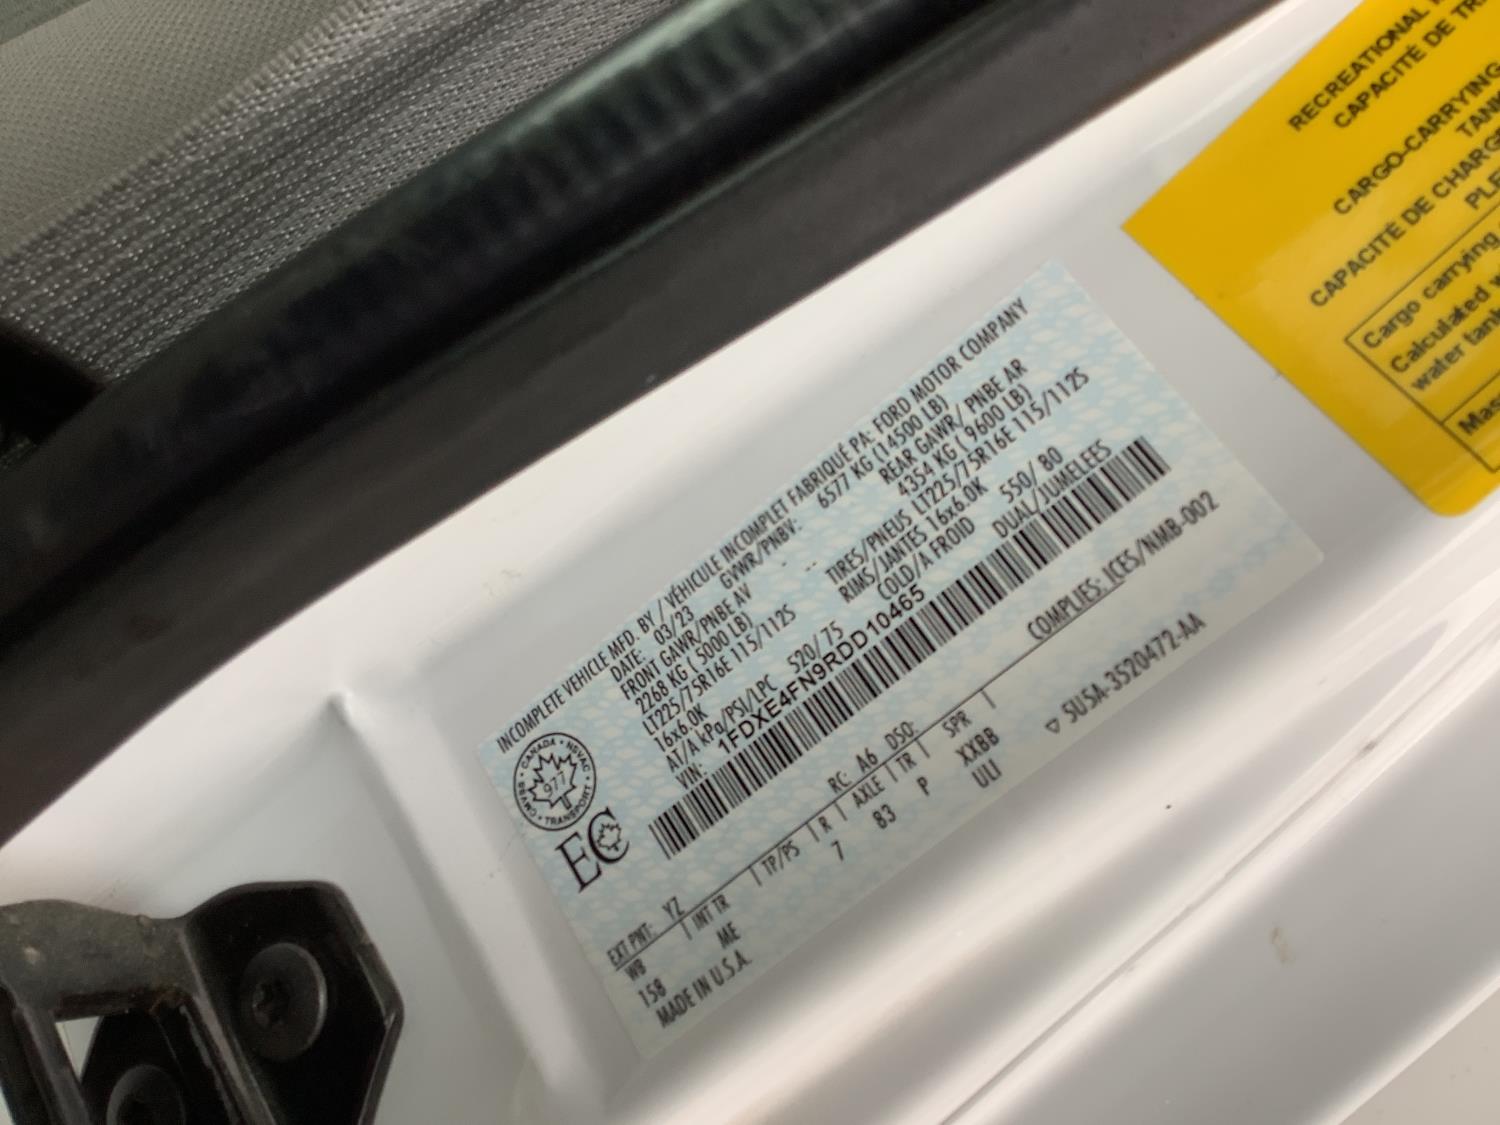 INCOMPLETE VEHICLE MFD. BY / VÉHICULE INCOMPLET FABRIQUÉ PA: FORD MOTOR COMPANY
DATE: 03/23 GVWR/PNBV: 6577 KG (14500 LB)
FRONT GAWR/PNBE AV REAR GAWR/ PNBE AR
2268 KG ( 5000 LB) 4354 KG ( 9600 LB)
LT225/75R16E 115/112S TIRES/PNEUS LT225/75R16E 115/112S
16x6.0K RIMS/JANTES 16x6.0K
AT/A kPa/PSI/LPC 520/ 75 COLD/A FROID 550/ 80
VIN: 1FDXE4FN9RDD10465 DUAL/JUMELEES
CANADA • NSVAC • TRANSPORT • CMVSS
977
EC
EXT PNT: YZ RC: A6 DSO: COMPLIES: ICES/NMB-002
WB INT TR TP/PS R AXLE TR SPR
158 ME 7 83 P XXBB
UU
MADE IN U.S.A. ▽ 5U5A-3520472-AA
RECREATIONAL
CAPACITÉ DE
CARGO-CARRYING
CAPACITÉ DE
Cargo carrying
Calculated
water